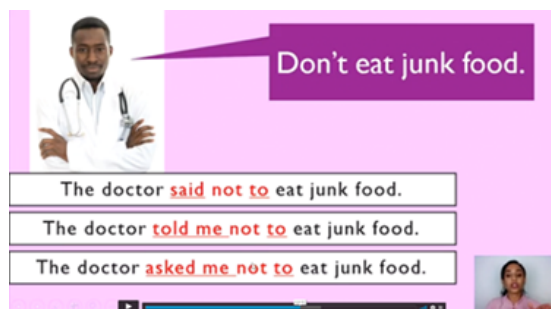 Don't eat junk food.
The doctor said not to eat junk food.
The doctor told me not to eat junk food.
The doctor asked me not to eat junk food.